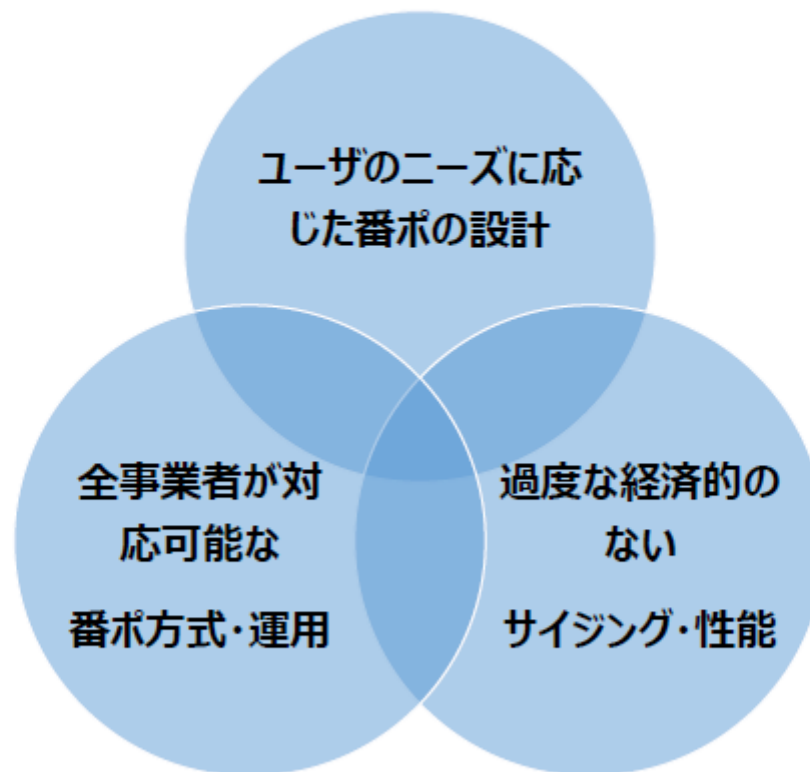 ユーザのニーズに応
じた番ポの設計
全事業者が対
応可能な
番ポ方式・運用
過度な経済的の
ない
サイジング・性能